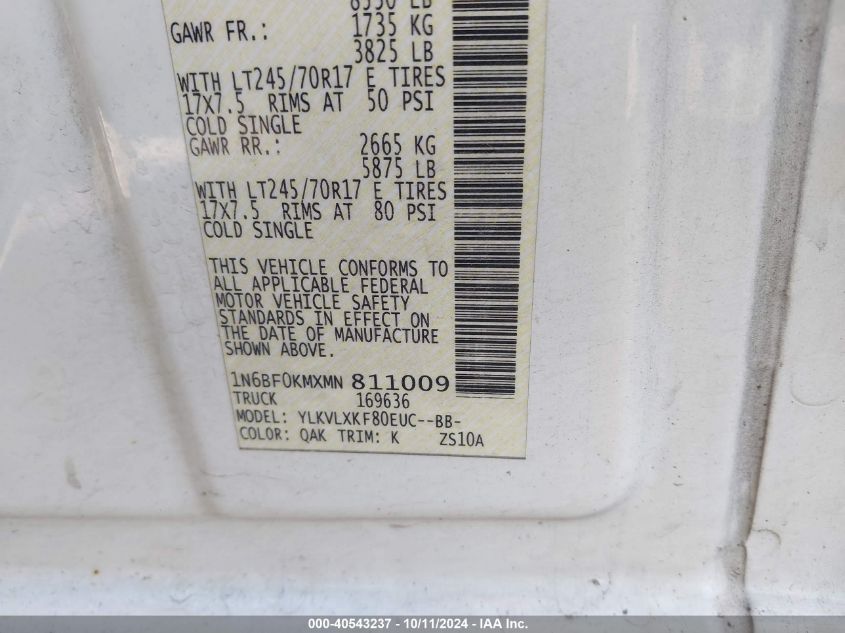 8550 LB
GAWR FR.: 1735 KG
3825 LB
WITH LT245/70R17 E TIRES
17X7.5 RIMS AT 50 PSI
COLD SINGLE
GAWR RR.: 2665 KG
5875 LB
WITH LT245/70R17 E TIRES
17X7.5 RIMS AT 80 PSI
COLD SINGLE
THIS VEHICLE CONFORMS TO
ALL APPLICABLE FEDERAL
MOTOR VEHICLE SAFETY
STANDARDS IN EFFECT ON
THE DATE OF MANUFACTURE
SHOWN ABOVE.
1N6BF0KMXMN 811009
TRUCK 169636
MODEL: YLKVLXKF80EUC--BB-
COLOR: QAK TRIM: K ZS10A
000-40543237 - 10/11/2024 - IAA Inc.